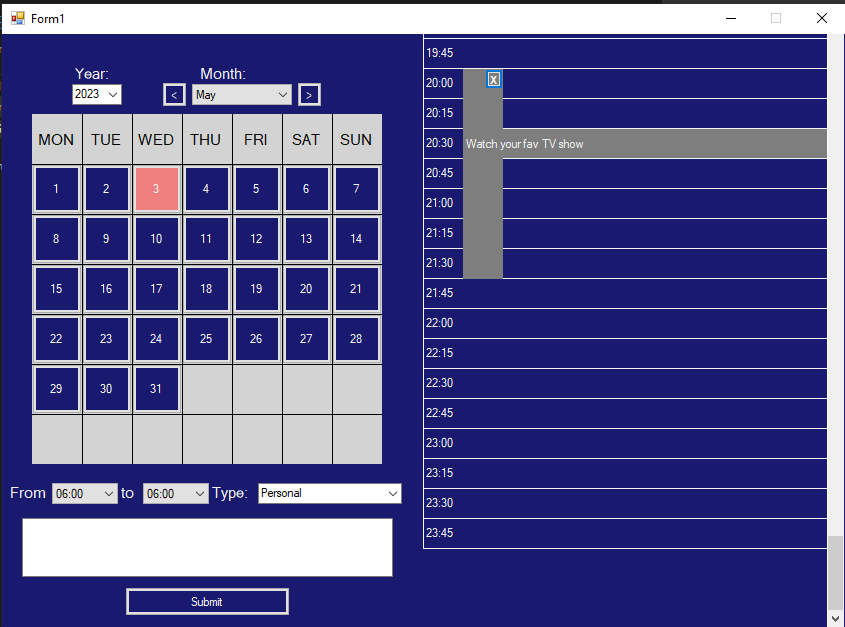 Form1
Year:
Month:
2023
<
May
>
MON TUE WED THU FRI SAT SUN
1 2 3 4 5 6 7
8 9 10 11 12 13 14
15 16 17 18 19 20 21
22 23 24 25 26 27 28
29 30 31
From 06:00 to 06:00 Type: Personal
Submit
19:45
20:00 X
20:15
20:30 Watch your fav TV show
20:45
21:00
21:15
21:30
21:45
22:00
22:15
22:30
22:45
23:00
23:15
23:30
23:45